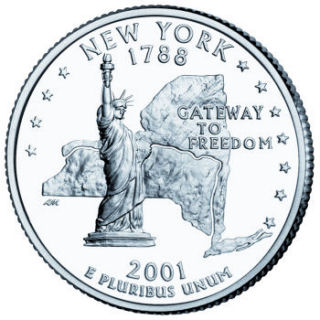 NEW YORK
1788
GATEWAY
TO
FREEDOM
2001
E PLURIBUS UNUM